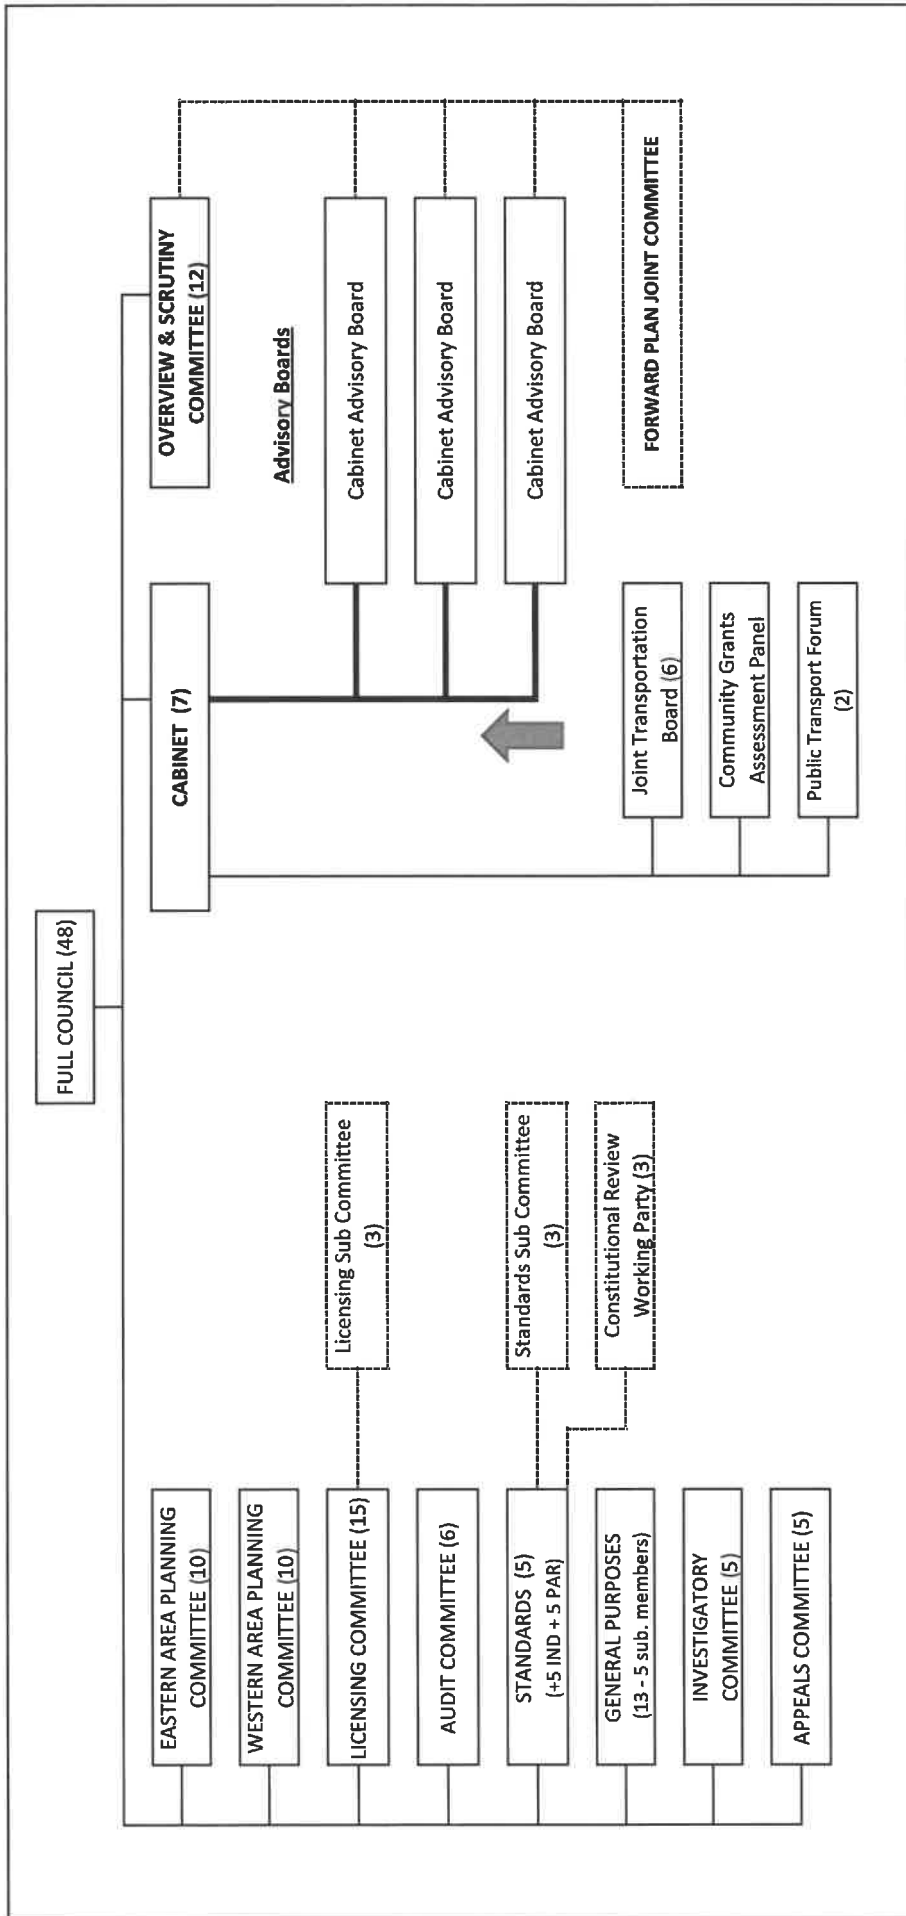 FULL COUNCIL (48)
EASTERN AREA PLANNING
COMMITTEE (10)
WESTERN AREA PLANNING
COMMITTEE (10)
LICENSING COMMITTEE (15)
AUDIT COMMITTEE (6)
STANDARDS (5)
(+5 IND + 5 PAR)
GENERAL PURPOSES
(13 - 5 sub. members)
INVESTIGATORY
COMMITTEE (5)
APPEALS COMMITTEE (5)
Licensing Sub Committee
(3)
Standards Sub Committee
(3)
Constitutional Review
Working Party (3)
CABINET (7)
Joint Transportation
Board (6)
Community Grants
Assessment Panel
Public Transport Forum
(2)
OVERVIEW & SCRUTINY
COMMITTEE (12)
Advisory Boards
Cabinet Advisory Board
Cabinet Advisory Board
Cabinet Advisory Board
FORWARD PLAN JOINT COMMITTEE